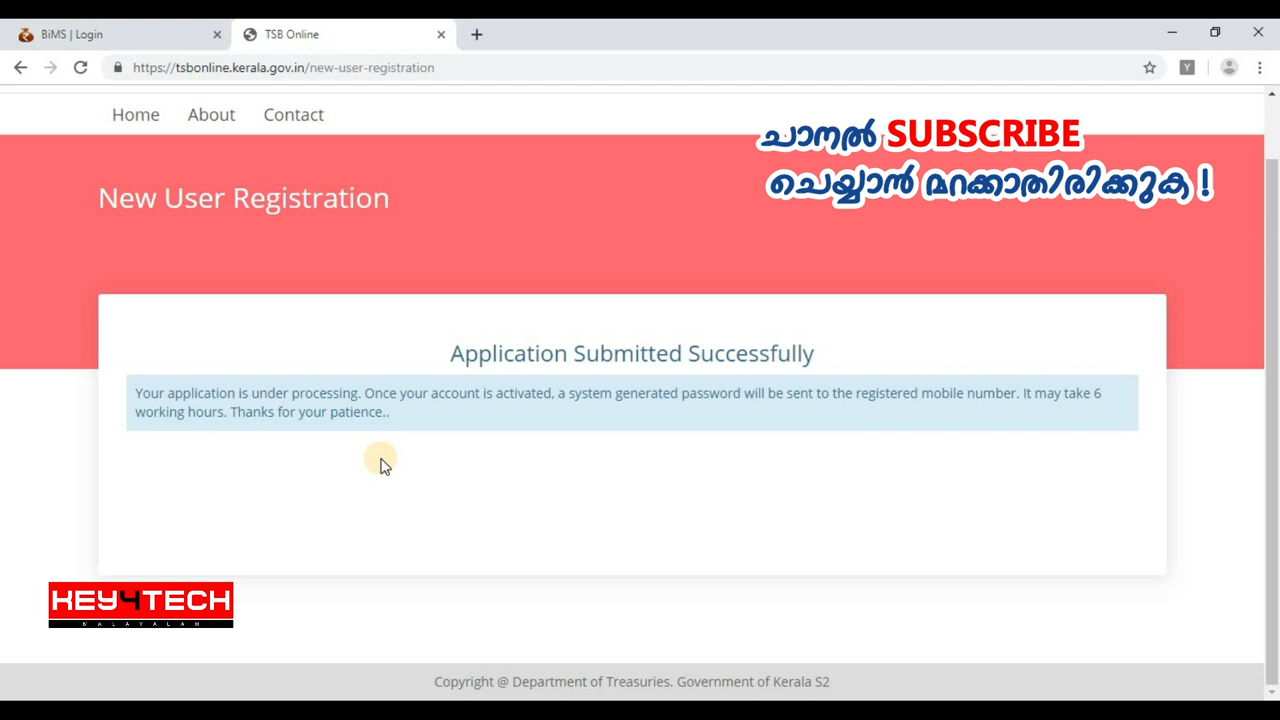 BiMS | Login
TSB Online
https://tsbonline.kerala.gov.in/new-user-registration
Y
Home About Contact
ചാനൽ SUBSCRIBE
ചെയ്യാൻ മറക്കാതിരിക്കുക !
New User Registration
Application Submitted Successfully
Your application is under processing. Once your account is activated, a system generated password will be sent to the registered mobile number. It may take 6
working hours. Thanks for your patience..
KEY4TECH
MALAYALAM
Copyright @ Department of Treasuries. Government of Kerala S2